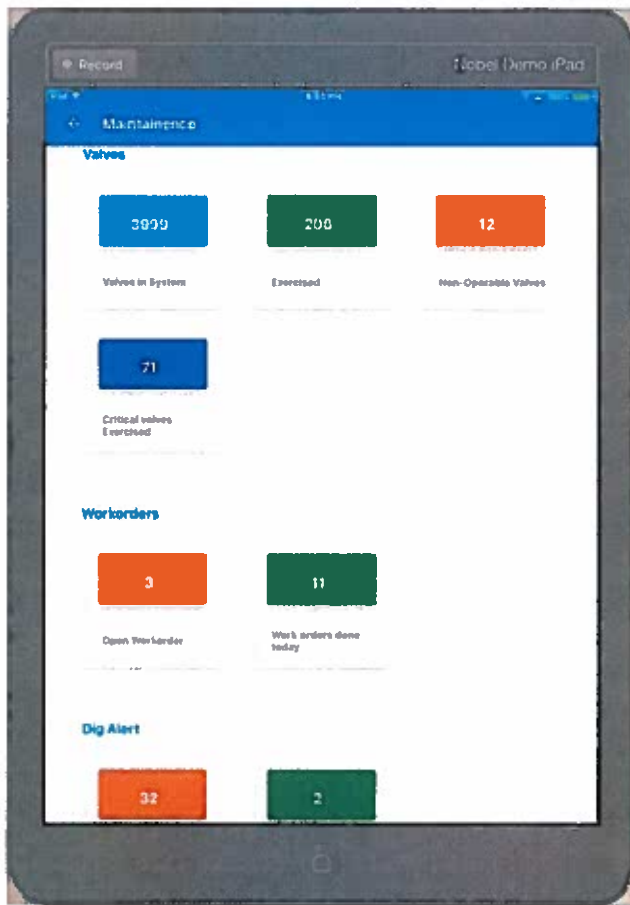 Record
Nobel Demo iPad
Maintainence
Valves
3909
208
12
Valves in System
Exercised
Non-Operable Valves
71
Critical valves
Exercised
Workorders
3
11
Open Workorder
Work orders done
today
Dig Alert
32
2